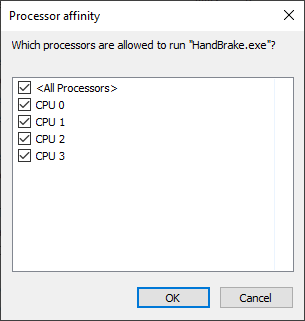 Processor affinity
Which processors are allowed to run "HandBrake.exe"?
<All Processors>
CPU 0
CPU 1
CPU 2
CPU 3
OK
Cancel